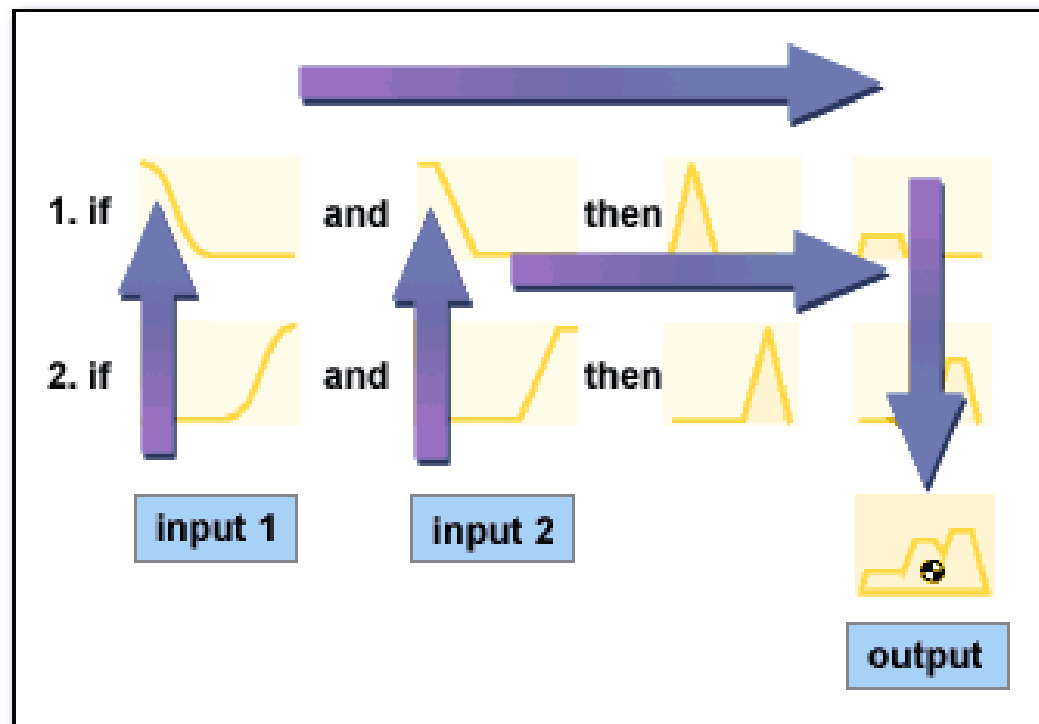 1. if and then
2. if and then
input 1 input 2
output